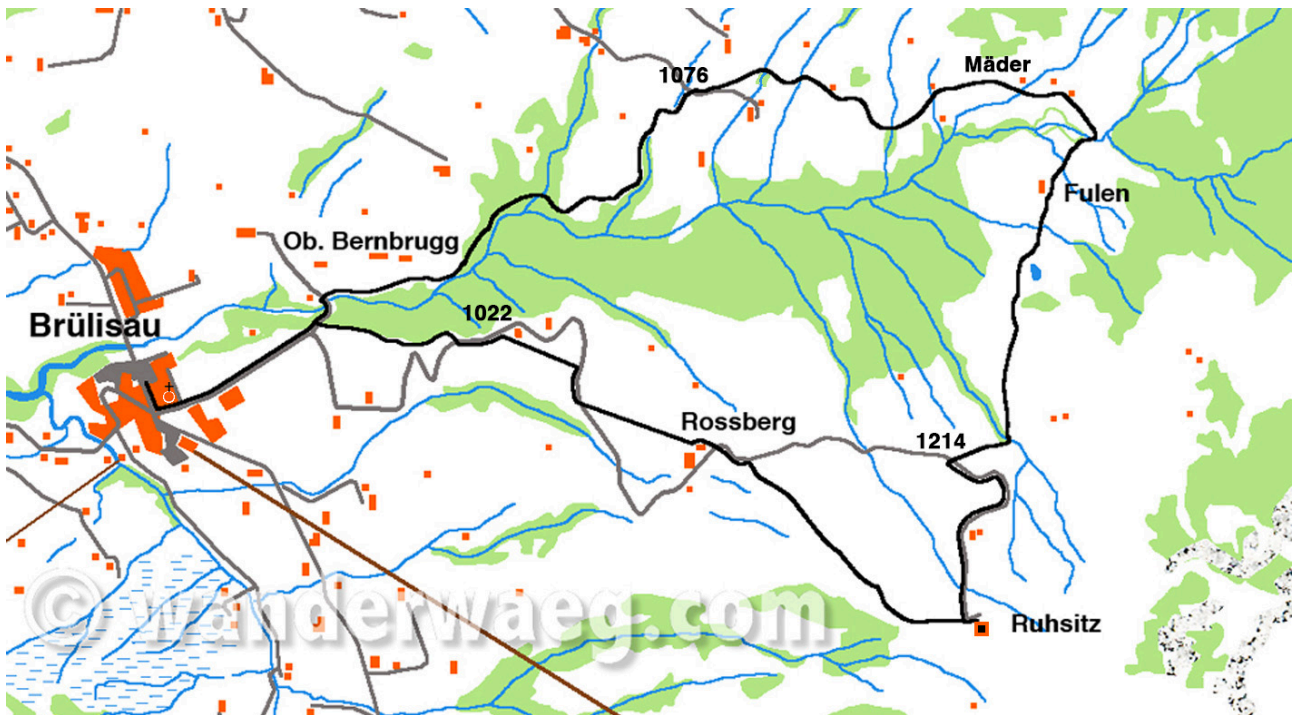 Mäder
1076
Fulen
Ob. Bernbrugg
1022
Brülisau
Rossberg
1214
© wanderwaeg.com
Ruhsitz